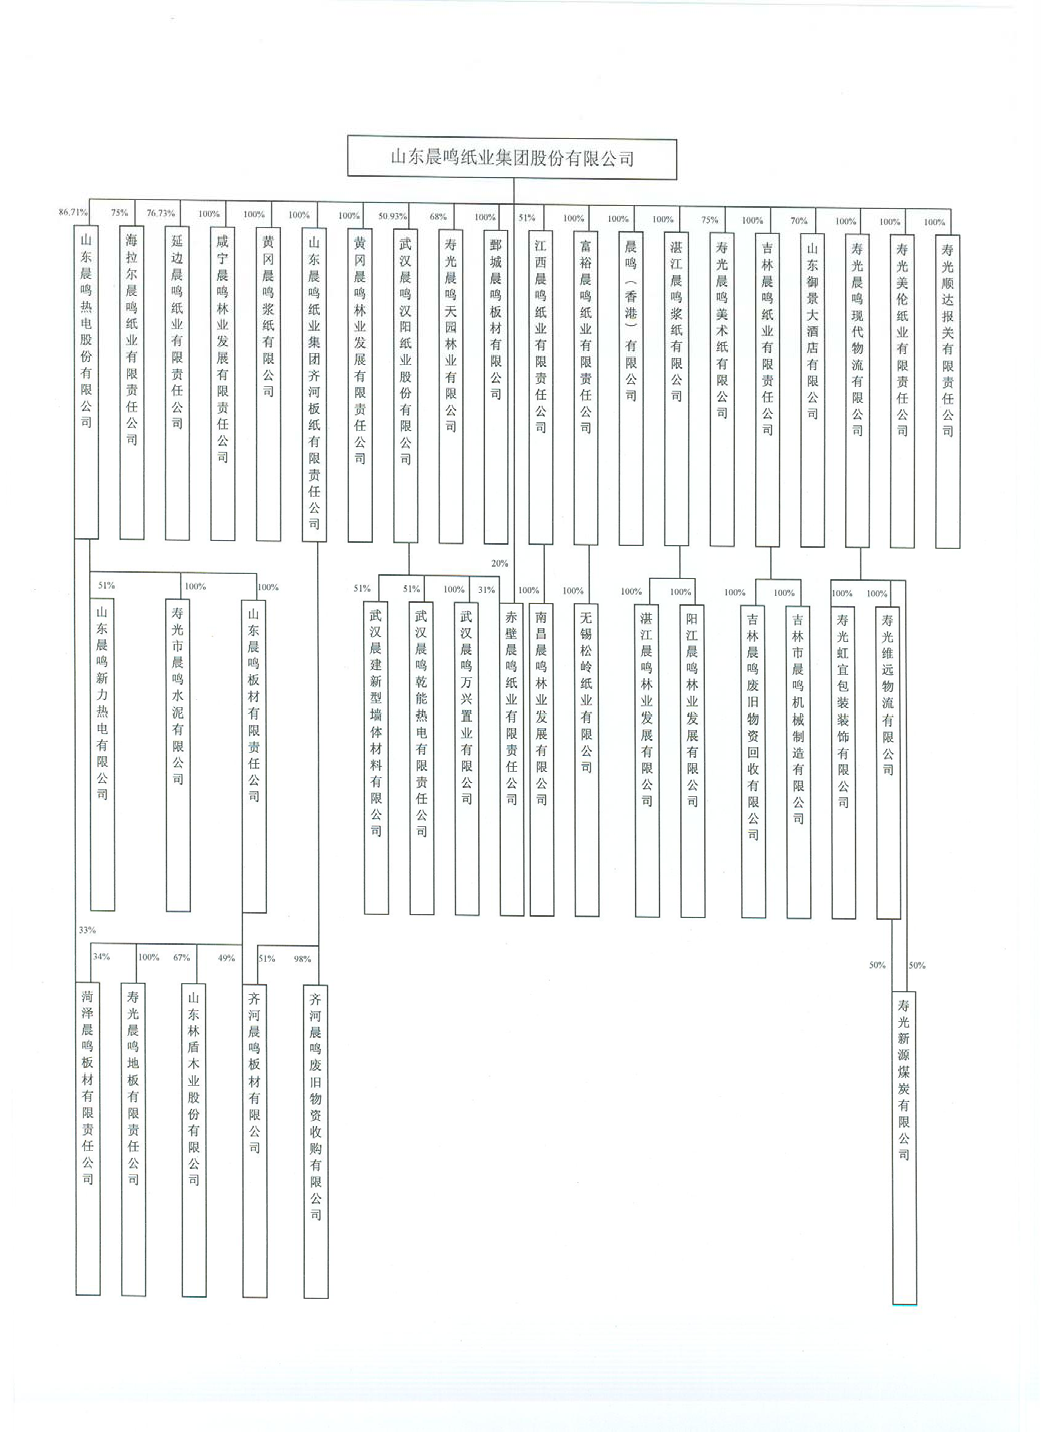 山东晨鸣纸业集团股份有限公司
86.71%
75%
76.73%
100%
100%
100%
100%
50.93%
68%
100%
51%
100%
100%
100%
75%
100%
70%
100%
100%
100%
山东晨鸣热电股份有限公司
海拉尔晨鸣纸业有限责任公司
延边晨鸣纸业有限责任公司
咸宁晨鸣林业发展有限责任公司
黄冈晨鸣浆纸有限公司
山东晨鸣纸业集团齐河板纸有限责任公司
黄冈晨鸣林业发展有限责任公司
武汉晨鸣汉阳纸业股份有限公司
寿光晨鸣天园林业有限公司
鄄城晨鸣板材有限公司
江西晨鸣纸业有限责任公司
富裕晨鸣纸业有限责任公司
晨鸣（香港）有限公司
湛江晨鸣浆纸有限公司
寿光晨鸣美术纸有限公司
吉林晨鸣纸业有限责任公司
山东御景大酒店有限公司
寿光晨鸣现代物流有限公司
寿光美伦纸业有限责任公司
寿光顺达报关有限责任公司
20%
51%
100%
100%
51%
51%
100%
31%
100%
100%
100%
100%
100%
100%
100%
100%
山东晨鸣新力热电有限公司
寿光市晨鸣水泥有限公司
山东晨鸣板材有限责任公司
武汉晨建新型墙体材料有限公司
武汉晨鸣乾能热电有限责任公司
武汉晨鸣万兴置业有限公司
赤壁晨鸣纸业有限责任公司
南昌晨鸣林业发展有限公司
无锡松岭纸业有限公司
湛江晨鸣林业发展有限公司
阳江晨鸣林业发展有限公司
吉林晨鸣废旧物资回收有限公司
吉林市晨鸣机械制造有限公司
寿光虹宜包装装饰有限公司
寿光维远物流有限公司
33%
34%
100%
67%
49%
51%
98%
50%
50%
菏泽晨鸣板材有限责任公司
寿光晨鸣地板有限责任公司
山东林盾木业股份有限公司
齐河晨鸣板材有限公司
齐河晨鸣废旧物资收购有限公司
寿光新源煤炭有限公司